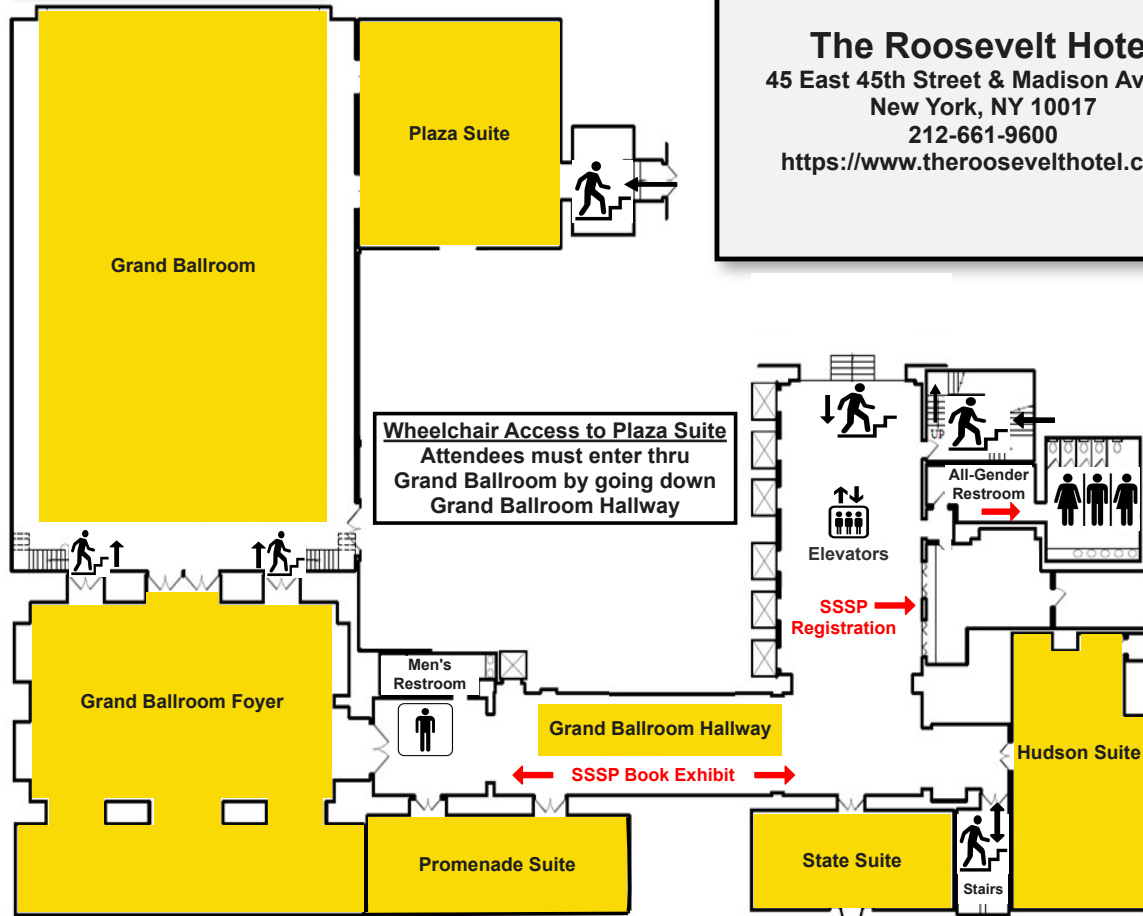 The Roosevelt Hote
45 East 45th Street & Madison Av
New York, NY 10017
212-661-9600
https://www.theroosevelthotel.c
Plaza Suite
Grand Ballroom
Wheelchair Access to Plaza Suite
Attendees must enter thru
Grand Ballroom by going down
Grand Ballroom Hallway
UP
All-Gender
Restroom
Elevators
SSSP
Registration
Men's
Restroom
Grand Ballroom Foyer
Grand Ballroom Hallway
Hudson Suite
SSSP Book Exhibit
Promenade Suite
State Suite
Stairs